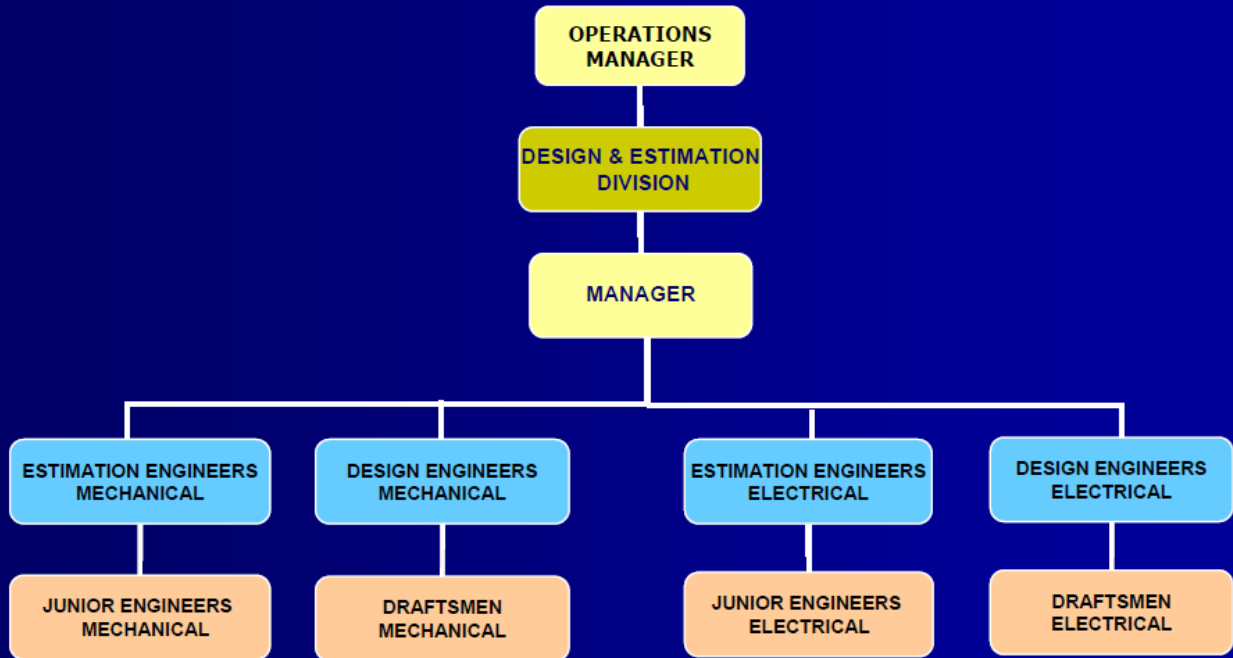 OPERATIONS
MANAGER
DESIGN & ESTIMATION
DIVISION
MANAGER
ESTIMATION ENGINEERS
MECHANICAL
DESIGN ENGINEERS
MECHANICAL
ESTIMATION ENGINEERS
ELECTRICAL
DESIGN ENGINEERS
ELECTRICAL
JUNIOR ENGINEERS
MECHANICAL
DRAFTSMEN
MECHANICAL
JUNIOR ENGINEERS
ELECTRICAL
DRAFTSMEN
ELECTRICAL